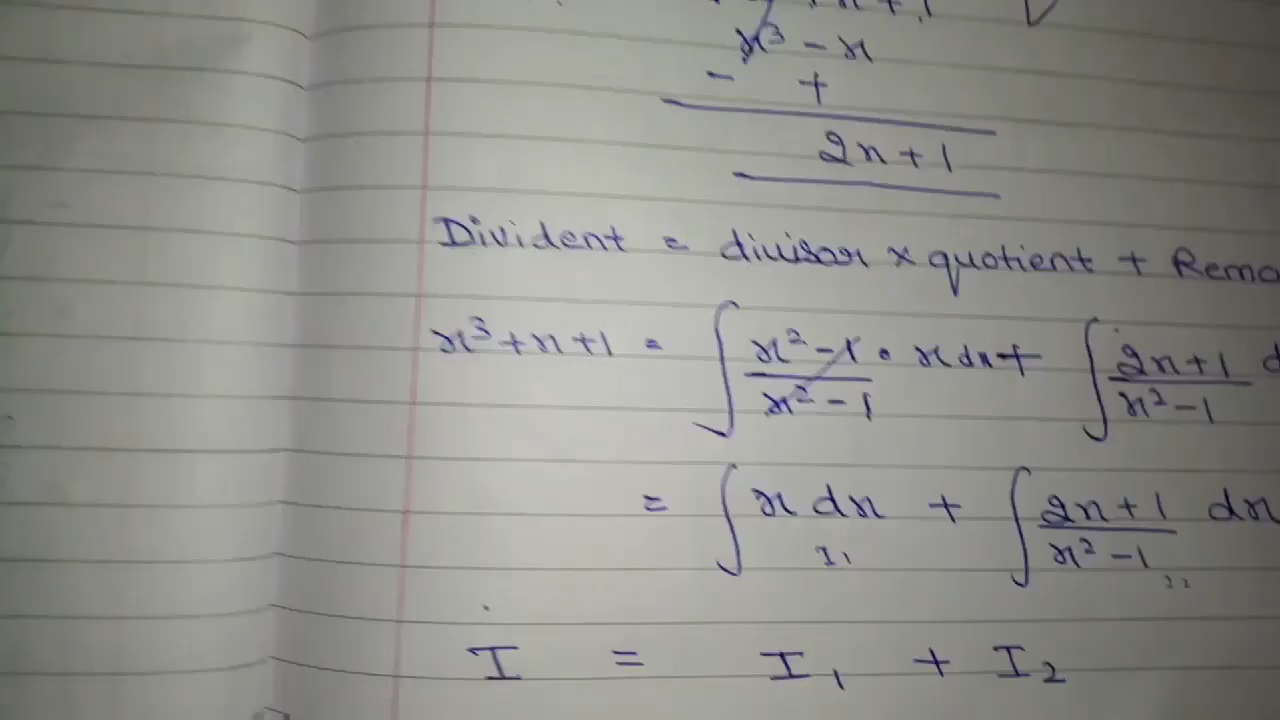 x³ - x
- +
2x + 1
Divident = divisor × quotient + Rema
x³ + x + 1 = ∫ x² - 1 / x² - 1 • x dx + ∫ 2x + 1 / x² - 1 d
= ∫ x dx + ∫ 2x + 1 / x² - 1 dx
I₁
I = I₁ + I₂